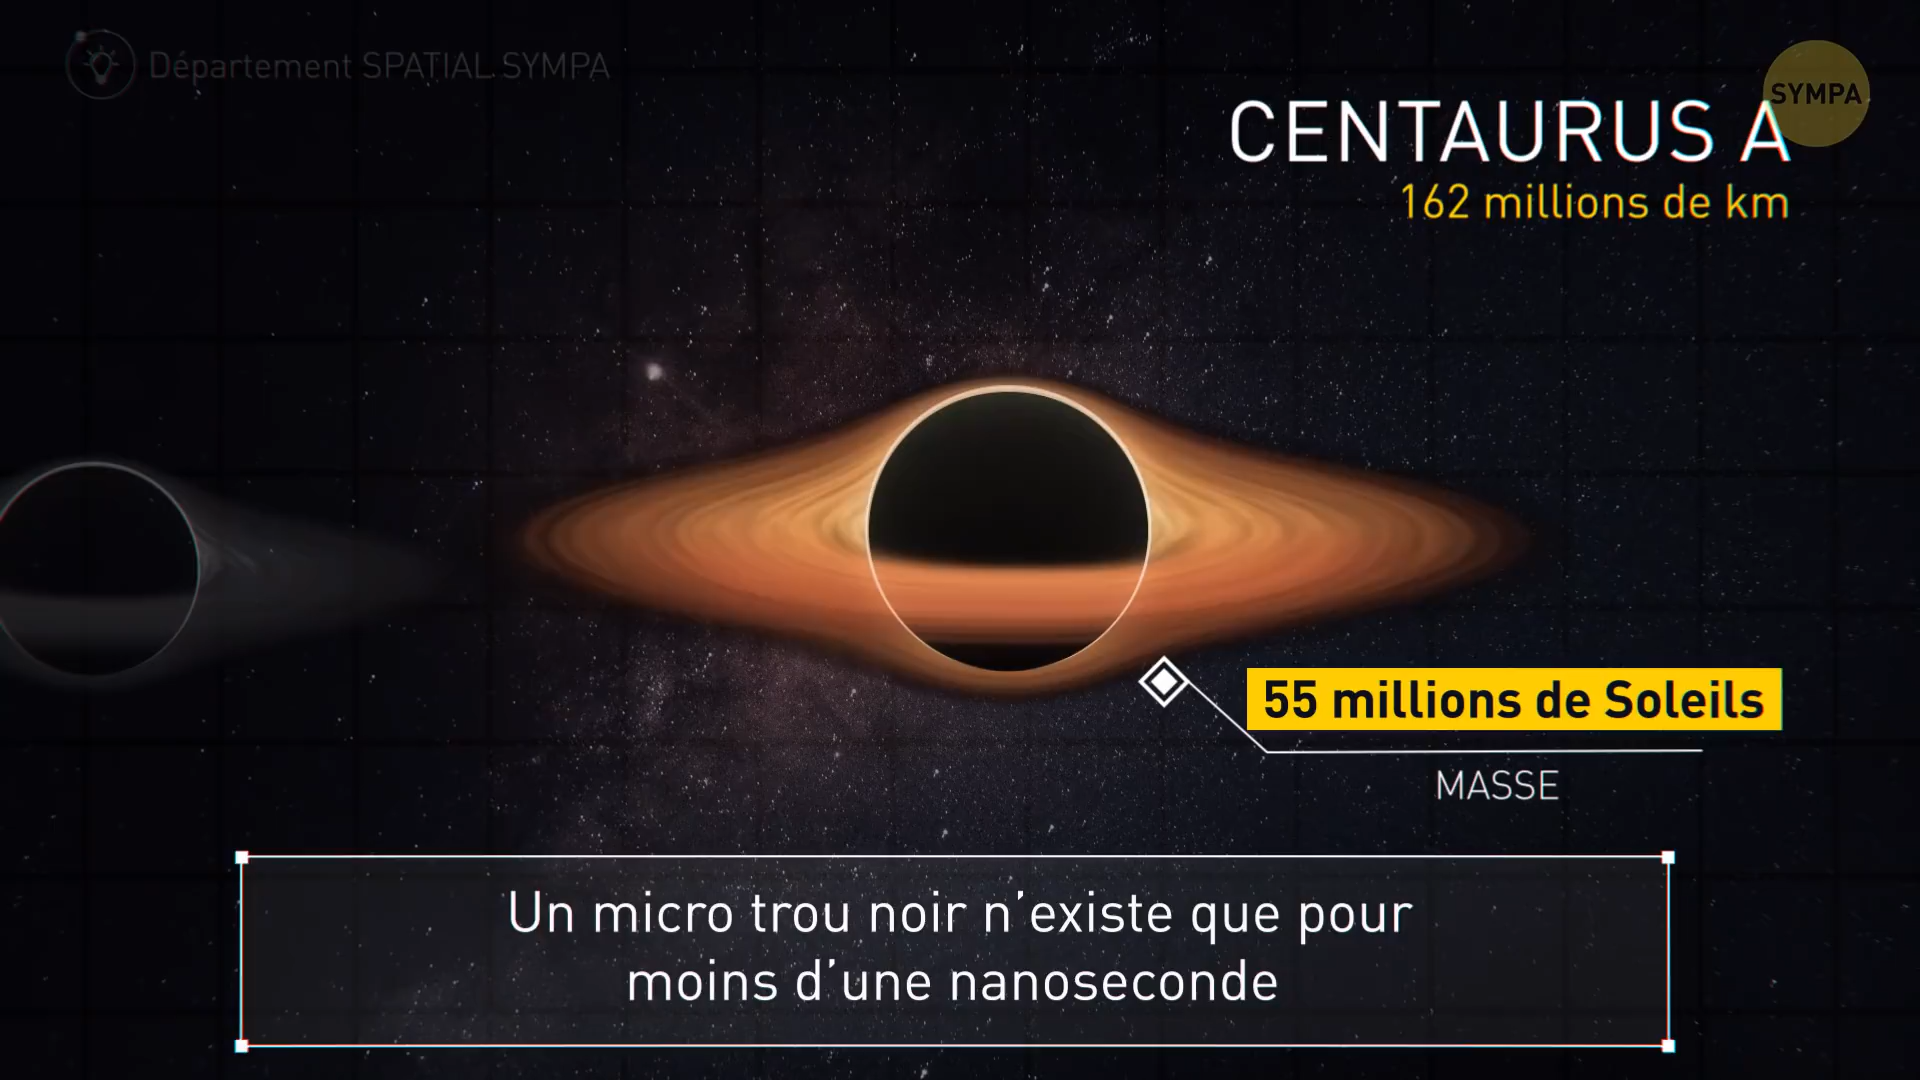 Département SPATIAL SYMPA
SYMPA
CENTAURUS A
162 millions de km
55 millions de Soleils
MASSE
Un micro trou noir n’existe que pour
moins d’une nanoseconde